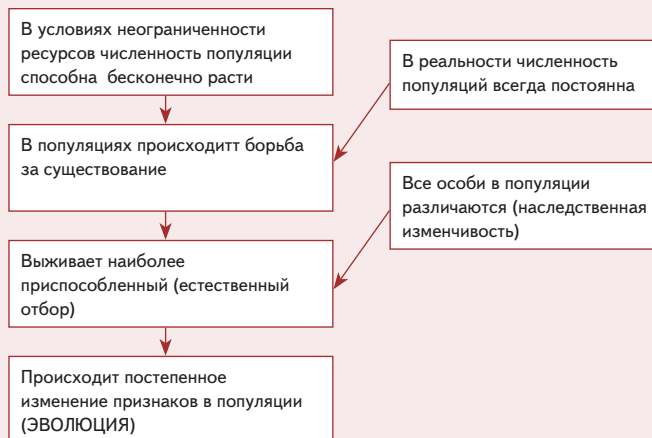 В условиях неограниченности
ресурсов численность популяции
способна бесконечно расти
В реальности численность
популяций всегда постоянна
В популяциях происходитт борьба
за существование
Все особи в популяции
различаются (наследственная
изменчивость)
Выживает наиболее
приспособленный (естественный
отбор)
Происходит постепенное
изменение признаков в популяции
(ЭВОЛЮЦИЯ)